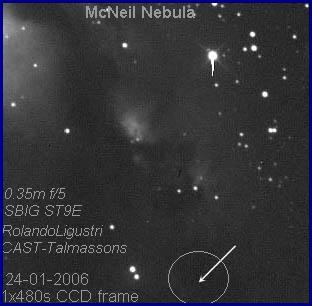 McNeil Nebula
0.35m f/5
SBIG ST9E
RolandoLigustri
CAST-Talmassons
24-01-2006
1x480s CCD frame